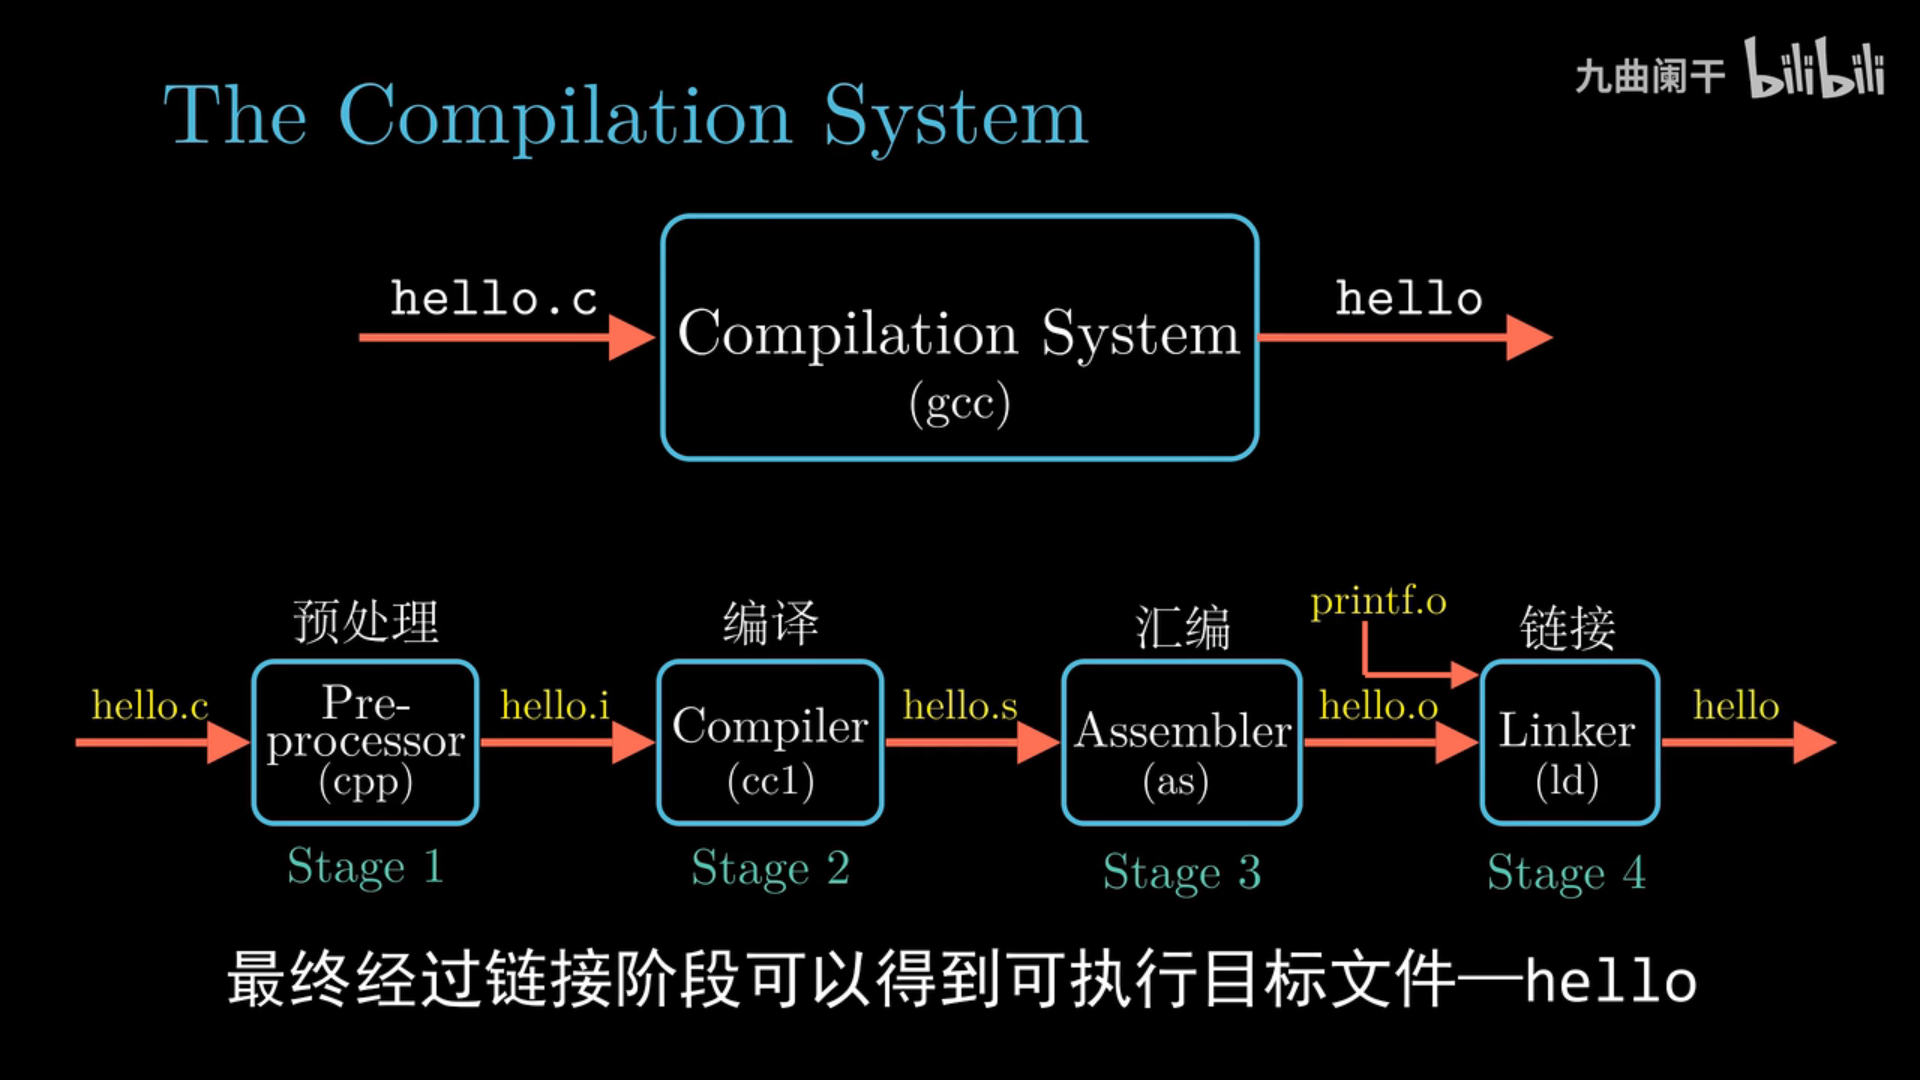 九曲阑干 bilibili
The Compilation System
hello.c
Compilation System
(gcc)
hello
预处理
编译
汇编
printf.o
链接
hello.c
Pre-
processor
(cpp)
hello.i
Compiler
(cc1)
hello.s
Assembler
(as)
hello.o
Linker
(ld)
hello
Stage 1
Stage 2
Stage 3
Stage 4
最终经过链接阶段可以得到可执行目标文件—hello